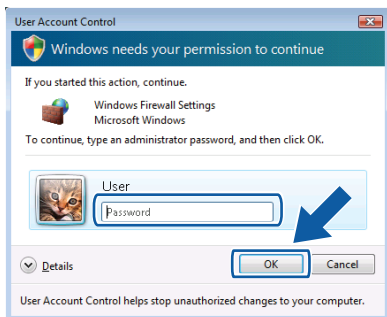 User Account Control
Windows needs your permission to continue
If you started this action, continue.
Windows Firewall Settings
Microsoft Windows
To continue, type an administrator password, and then click OK.
User
Password
Details
OK
Cancel
User Account Control helps stop unauthorized changes to your computer.